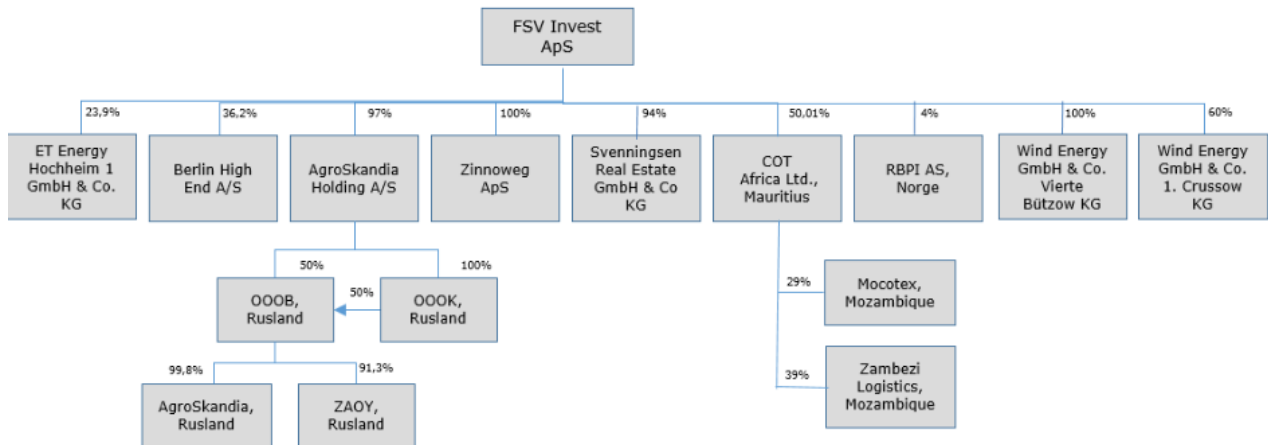 FSV Invest
ApS
23,9%
36,2%
97%
100%
94%
50,01%
4%
100%
60%
ET Energy
Hochheim 1
GmbH & Co.
KG
Berlin High
End A/S
AgroSkandia
Holding A/S
Zinnoweg
ApS
Svenningsen
Real Estate
GmbH & Co
KG
COT
Africa Ltd.,
Mauritius
RBPI AS,
Norge
Wind Energy
GmbH & Co.
Vierte
Bützow KG
Wind Energy
GmbH & Co.
1. Crussow
KG
50%
100%
OOOB,
Rusland
50%
OOOK,
Rusland
29%
Mocotex,
Mozambique
99,8%
91,3%
AgroSkandia,
Rusland
ZAOY,
Rusland
39%
Zambezi
Logistics,
Mozambique